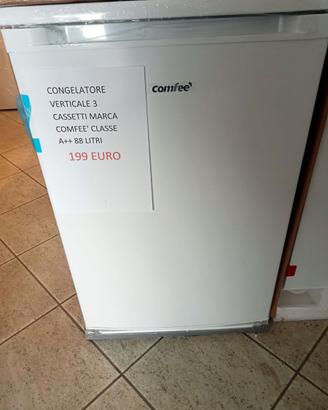 CONGELATORE
VERTICALE 3
CASSETTI MARCA
COMFEE' CLASSE
A++ 88 LITRI
199 EURO
comfee'